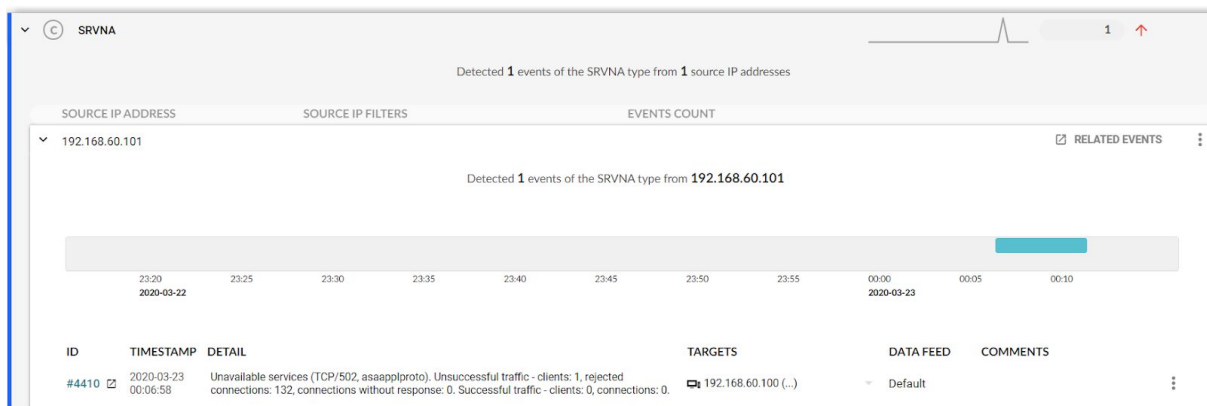 C SRVNA 1
Detected 1 events of the SRVNA type from 1 source IP addresses
SOURCE IP ADDRESS SOURCE IP FILTERS EVENTS COUNT
192.168.60.101 RELATED EVENTS
Detected 1 events of the SRVNA type from 192.168.60.101
23:20 23:25 23:30 23:35 23:40 23:45 23:50 23:55 00:00 00:05 00:10
2020-03-22 2020-03-23
ID TIMESTAMP DETAIL TARGETS DATA FEED COMMENTS
#4410 2020-03-23 00:06:58 Unavailable services (TCP/502, asaapplproto). Unsuccessful traffic - clients: 1, rejected
connections: 132, connections without response: 0. Successful traffic - clients: 0, connections: 0. 192.168.60.100 (...) Default